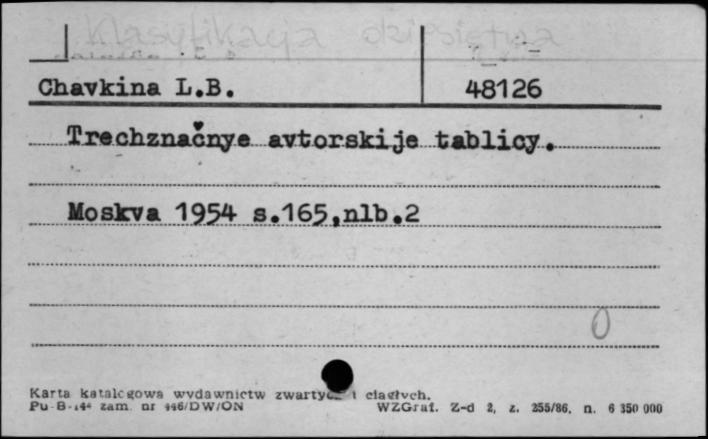 Klasyfikacja dziesiętna
Chavkina L.B. 48126
Trechznačnye avtorskije tablicy.
Moskva 1954 s.165,nlb.2
0
Karta katalogowa wydawnictw zwartych i ciągłych.
Pu-B-144 zam. nr 446/DW/ON WZGraf. Z-d 2, z. 255/86, n. 6 350 000